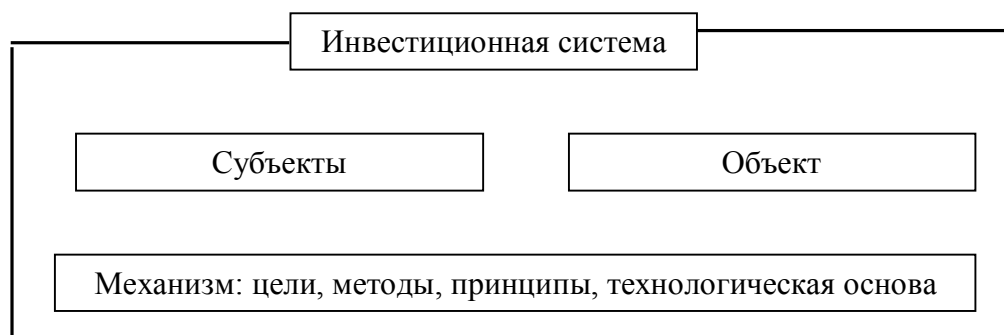 Инвестиционная система
Субъекты
Объект
Механизм: цели, методы, принципы, технологическая основа